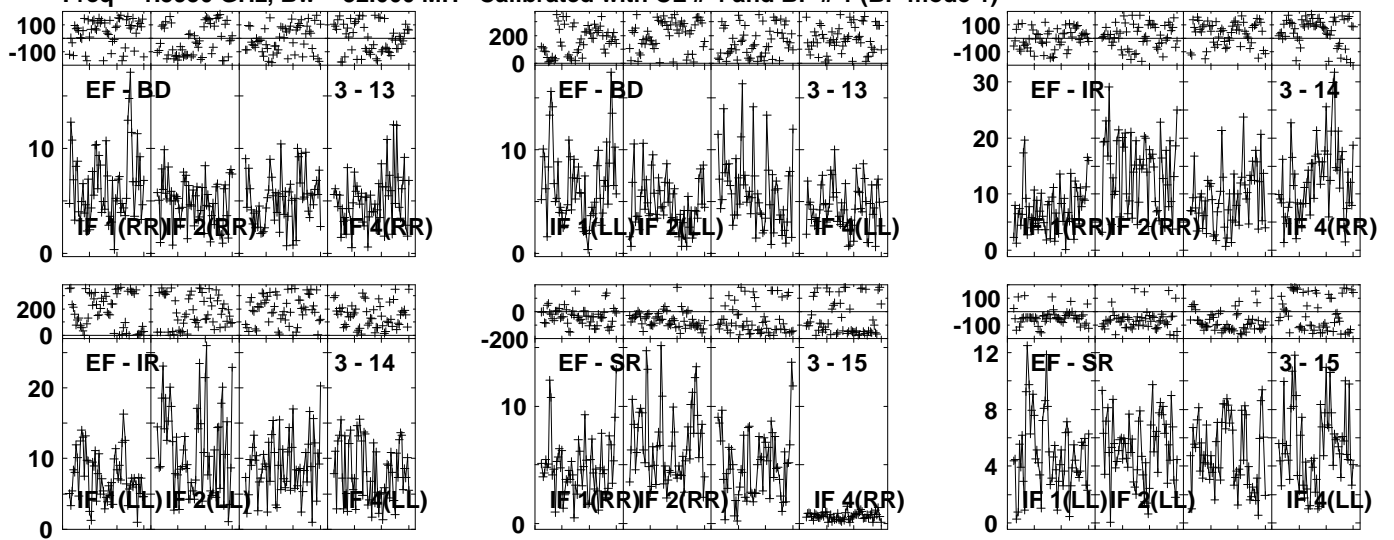 100
-100
EF - BD 3 - 13
10
0
IF 1(RR) IF 2(RR) IF 4(RR)
200
0
EF - BD 3 - 13
10
0
IF 1(LL) IF 2(LL) IF 4(LL)
100
-100
EF - IR 3 - 14
30
20
10
0
IF 1(RR) IF 2(RR) IF 4(RR)
200
0
EF - IR 3 - 14
20
10
0
IF 1(LL) IF 2(LL) IF 4(LL)
0
-200
EF - SR 3 - 15
10
0
IF 1(RR) IF 2(RR) IF 4(RR)
100
-100
EF - SR 3 - 15
12
8
4
0
IF 1(LL) IF 2(LL) IF 4(LL)